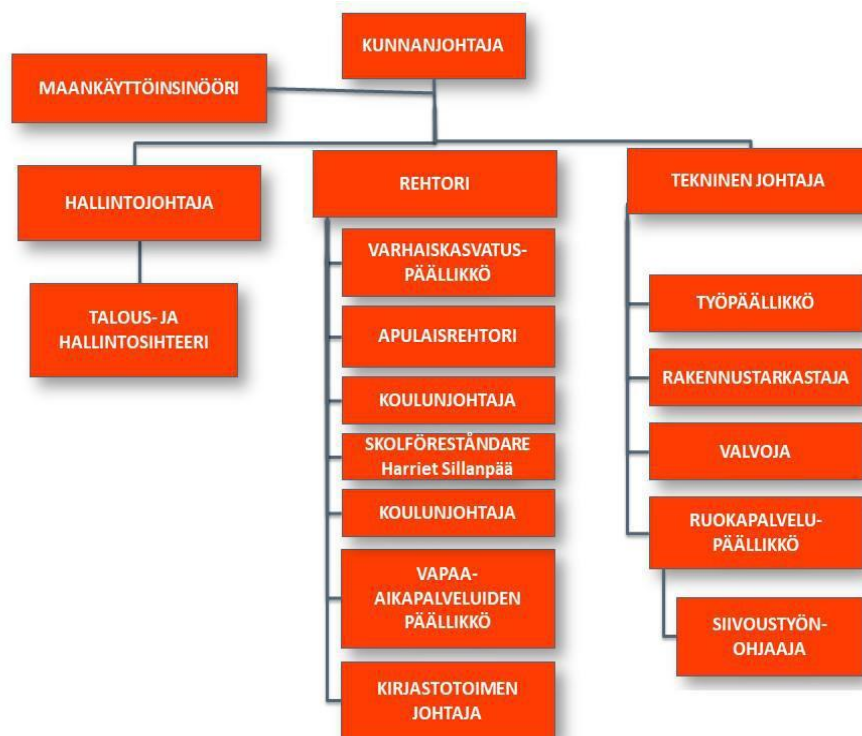 KUNNANJOHTAJA
MAANKÄYTTÖINSINÖÖRI
HALLINTOJOHTAJA
TALOUS- JA
HALLINTOSIHTEERI
REHTORI
VARHAISKASVATUS-
PÄÄLLIKKÖ
APULAISREHTORI
KOULUNJOHTAJA
SKOLFÖRESTÅNDARE
Harriet Sillanpää
KOULUNJOHTAJA
VAPAA-
AIKAPALVELUIDEN
PÄÄLLIKKÖ
KIRJASTOTOIMEN
JOHTAJA
TEKNINEN JOHTAJA
TYÖPÄÄLLIKKÖ
RAKENNUSTARKASTAJA
VALVOJA
RUOKAPALVELU-
PÄÄLLIKKÖ
SIIVOUSTYÖN-
OHJAAJA